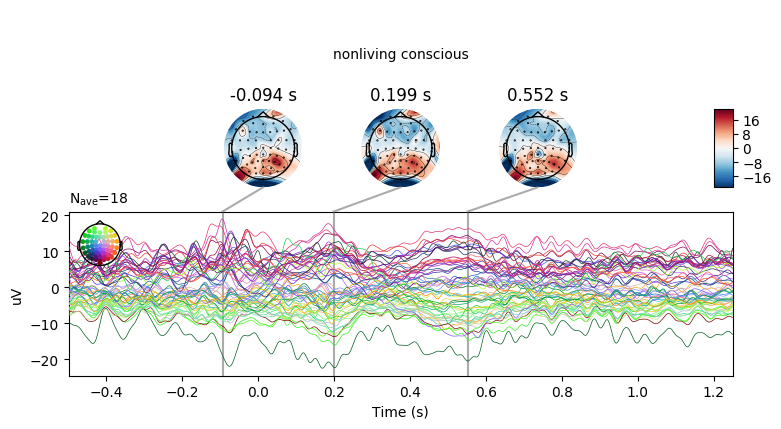 nonliving conscious
-0.094 s 0.199 s 0.552 s
16
8
0
−8
−16
Nave=18
20
10
0
−10
−20
uV
−0.4 −0.2 0.0 0.2 0.4 0.6 0.8 1.0 1.2
Time (s)